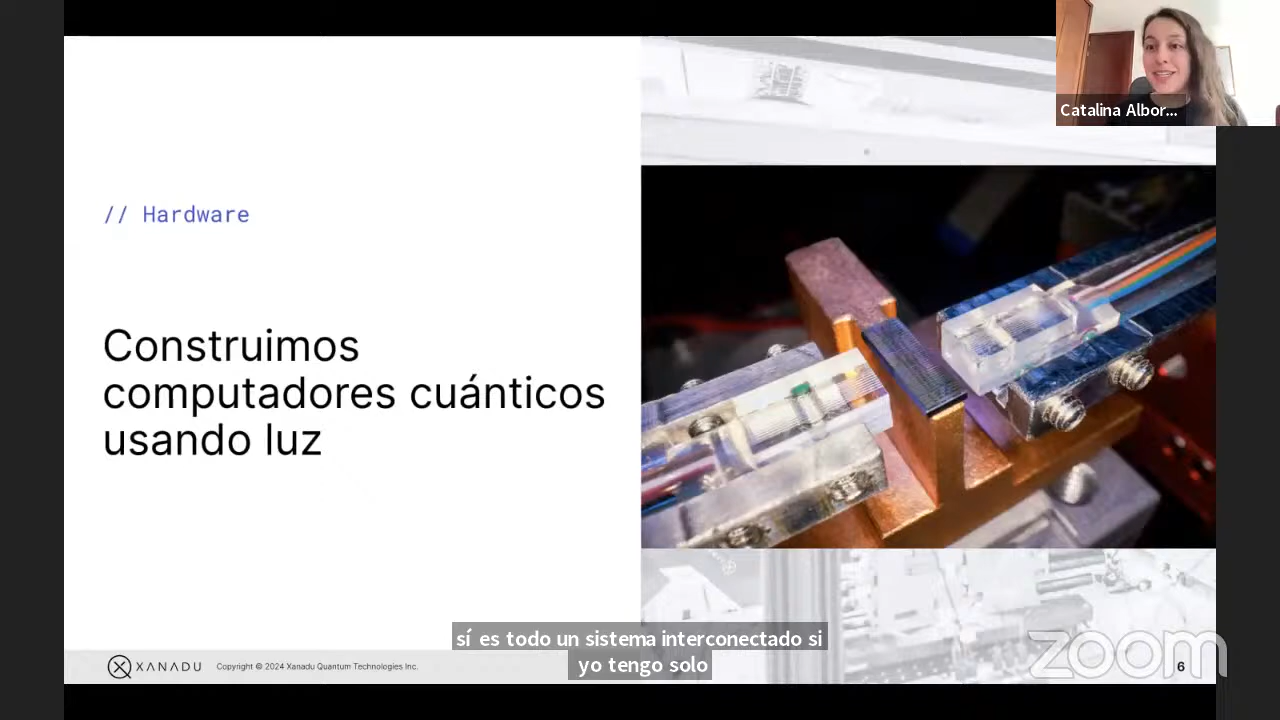 Catalina Albor...
// Hardware
Construimos
computadores cuánticos
usando luz
sí es todo un sistema interconectado si
yo tengo solo
XANADU
Copyright © 2024 Xanadu Quantum Technologies Inc.
zoom
6